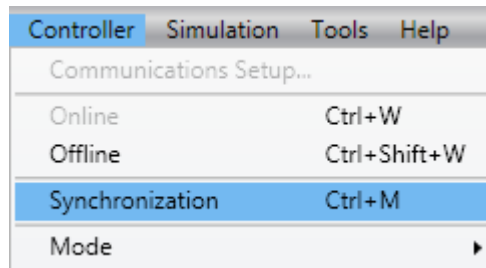 Controller Simulation Tools Help
Communications Setup...
Online Ctrl+W
Offline Ctrl+Shift+W
Synchronization Ctrl+M
Mode